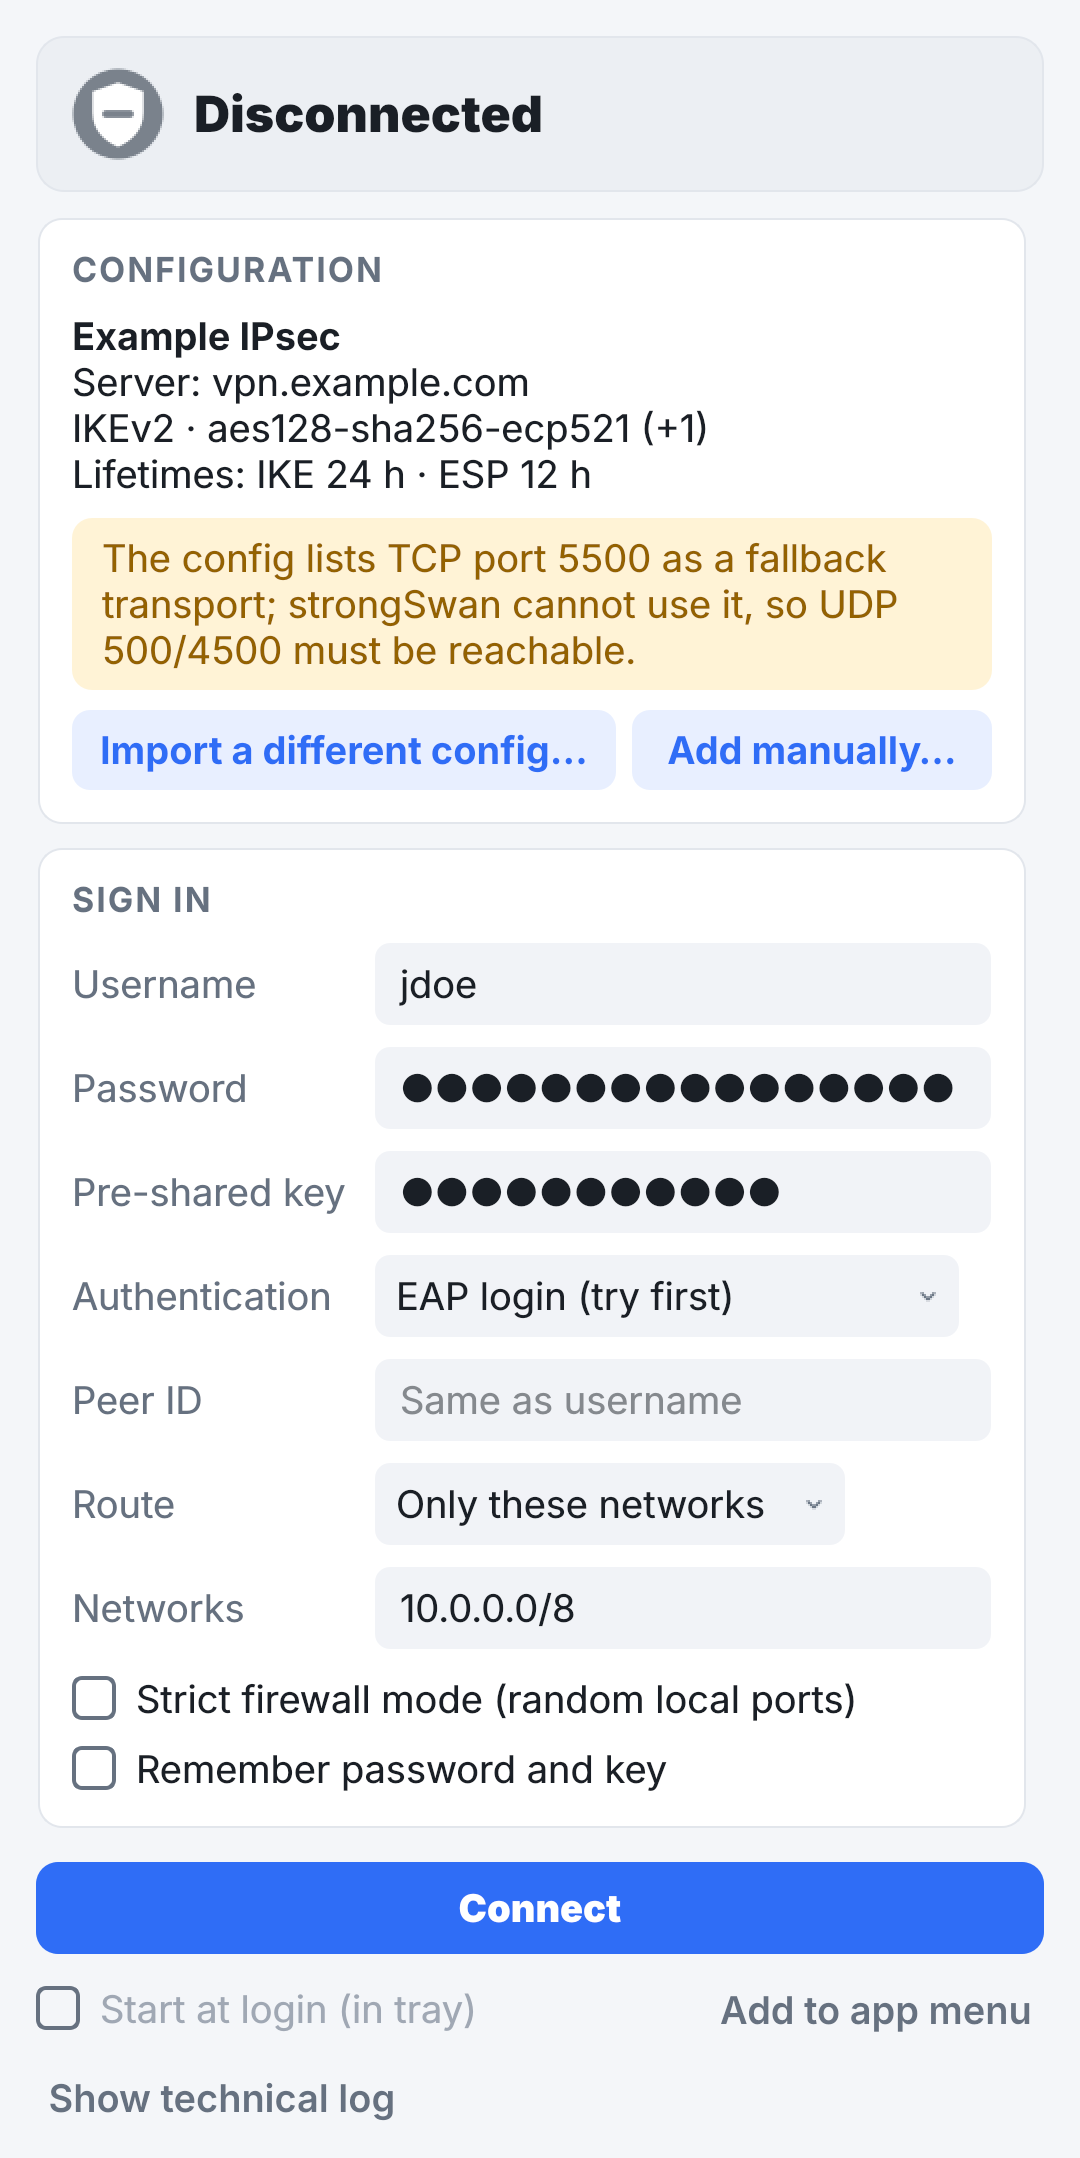 Disconnected
CONFIGURATION
Example IPsec
Server: vpn.example.com
IKEv2 · aes128-sha256-ecp521 (+1)
Lifetimes: IKE 24 h · ESP 12 h
The config lists TCP port 5500 as a fallback
transport; strongSwan cannot use it, so UDP
500/4500 must be reachable.
Import a different config...
Add manually...
SIGN IN
Username
jdoe
Password
●●●●●●●●●●●●●●●●
Pre-shared key
●●●●●●●●●●●
Authentication
EAP login (try first)
Peer ID
Same as username
Route
Only these networks
Networks
10.0.0.0/8
Strict firewall mode (random local ports)
Remember password and key
Connect
Start at login (in tray)
Add to app menu
Show technical log